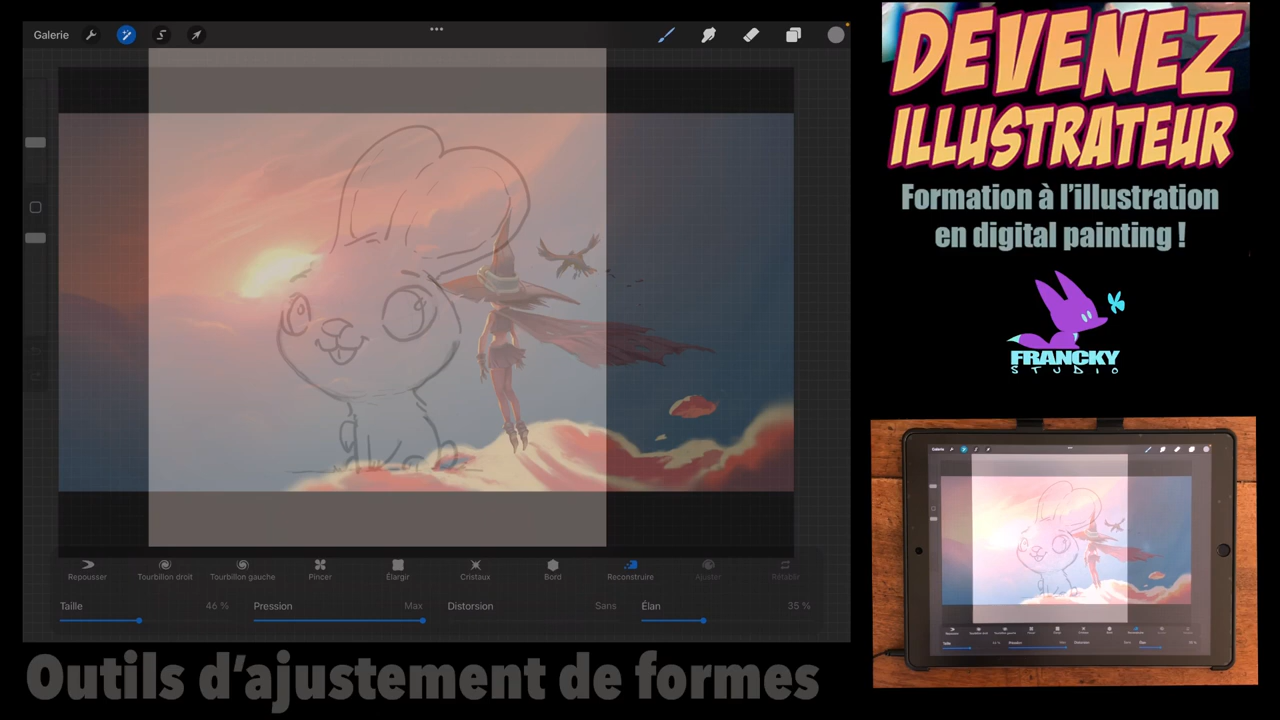 Galerie
Repousser
Tourbillon droit
Tourbillon gauche
Pincer
Élargir
Cristaux
Bord
Reconstruire
Ajuster
Rétablir
Taille
46 %
Pression
Max
Distorsion
Sans
Élan
35 %
Outils d’ajustement de formes
DEVENEZ
ILLUSTRATEUR
Formation à l’illustration
en digital painting !
FRANCKY
STUDIO